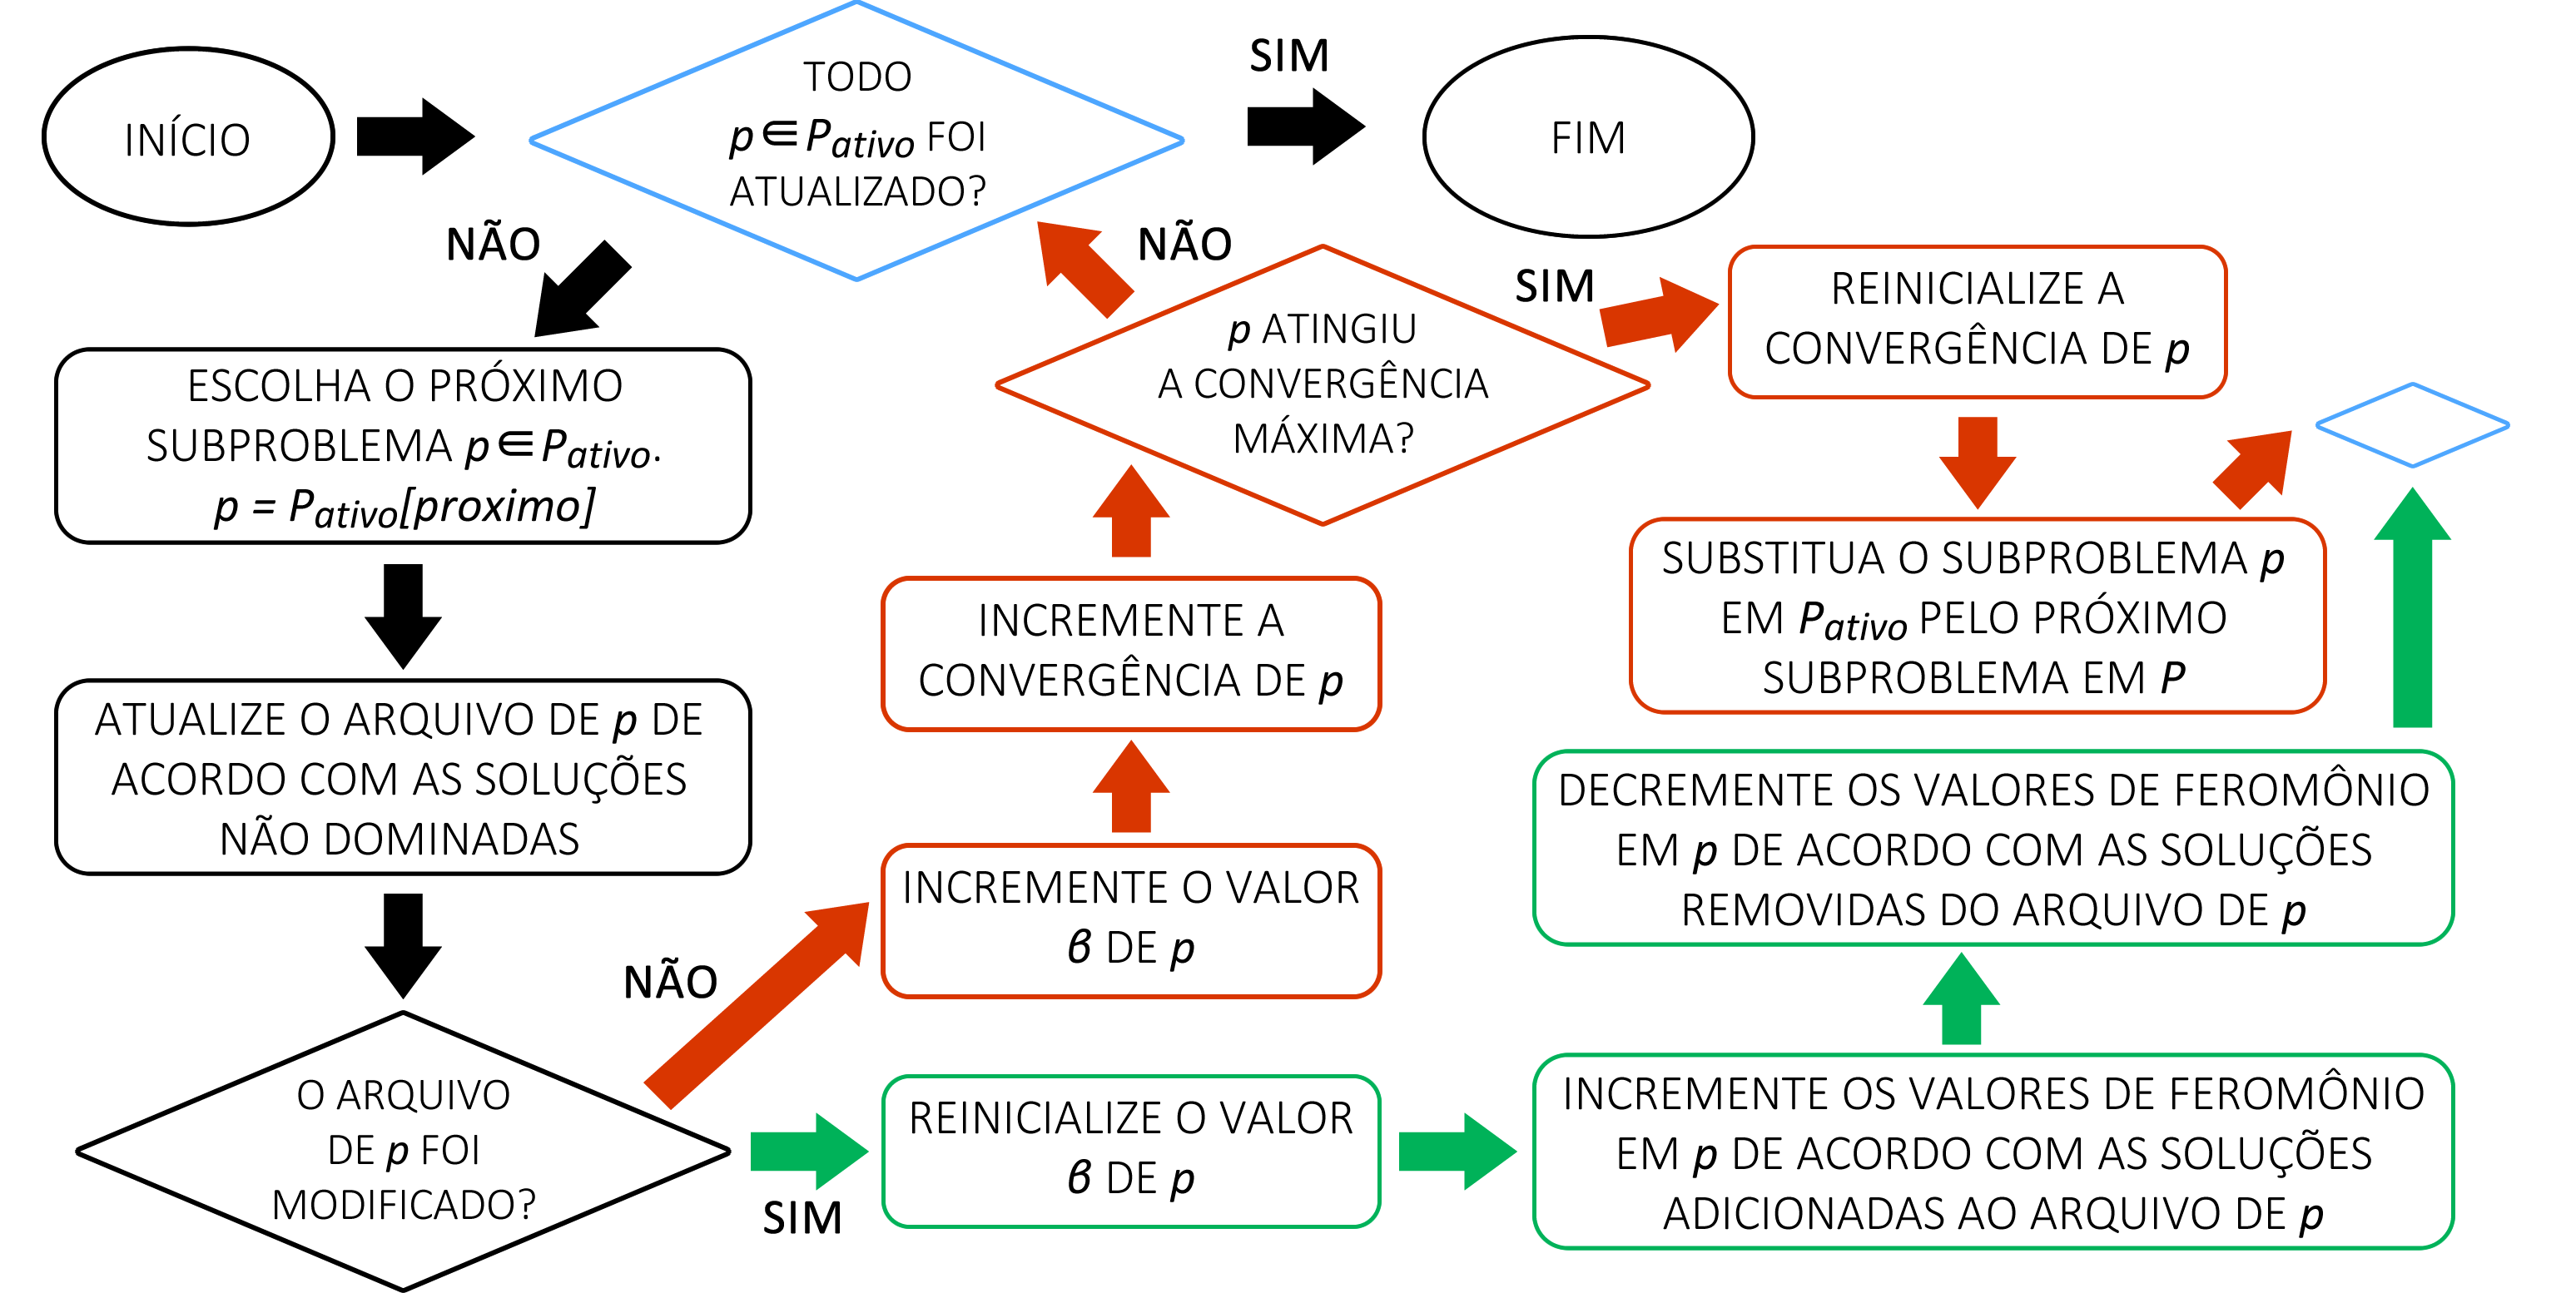 INÍCIO
TODO
p ∈ P_ativo FOI
ATUALIZADO?
SIM
FIM
NÃO
ESCOLHA O PRÓXIMO
SUBPROBLEMA p ∈ P_ativo.
p = P_ativo[proximo]
ATUALIZE O ARQUIVO DE p DE
ACORDO COM AS SOLUÇÕES
NÃO DOMINADAS
O ARQUIVO
DE p FOI
MODIFICADO?
NÃO
INCREMENTE O VALOR
β DE p
INCREMENTE A
CONVERGÊNCIA DE p
p ATINGIU
A CONVERGÊNCIA
MÁXIMA?
NÃO
SIM
REINICIALIZE A
CONVERGÊNCIA DE p
SUBSTITUA O SUBPROBLEMA p
EM P_ativo PELO PRÓXIMO
SUBPROBLEMA EM P
SIM
REINICIALIZE O VALOR
β DE p
INCREMENTE OS VALORES DE FEROMÔNIO
EM p DE ACORDO COM AS SOLUÇÕES
ADICIONADAS AO ARQUIVO DE p
DECREMENTE OS VALORES DE FEROMÔNIO
EM p DE ACORDO COM AS SOLUÇÕES
REMOVIDAS DO ARQUIVO DE p